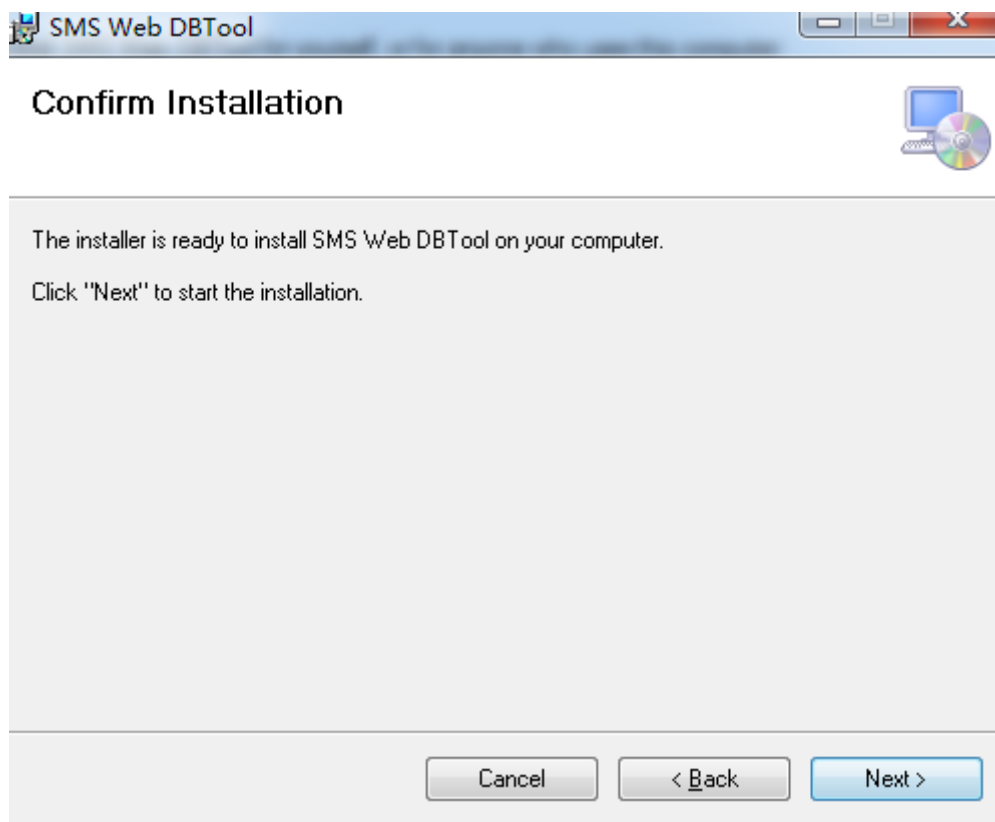 SMS Web DBTool
Confirm Installation
The installer is ready to install SMS Web DBTool on your computer.
Click "Next" to start the installation.
Cancel
< Back
Next >